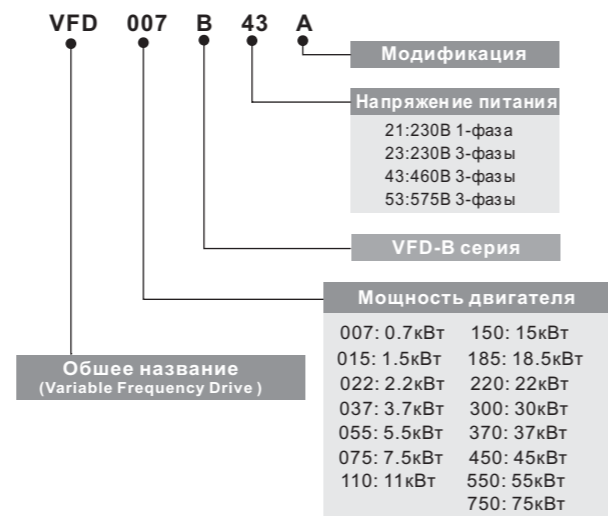 VFD 007 B 43 A
Модификация
Напряжение питания
21:230В 1-фаза
23:230В 3-фазы
43:460В 3-фазы
53:575В 3-фазы
VFD-В серия
Мощность двигателя
007: 0.7кВт 150: 15кВт
015: 1.5кВт 185: 18.5кВт
022: 2.2кВт 220: 22кВт
037: 3.7кВт 300: 30кВт
055: 5.5кВт 370: 37кВт
075: 7.5кВт 450: 45кВт
110: 11кВт 550: 55кВт
750: 75кВт
Обшее название
(Variable Frequency Drive )